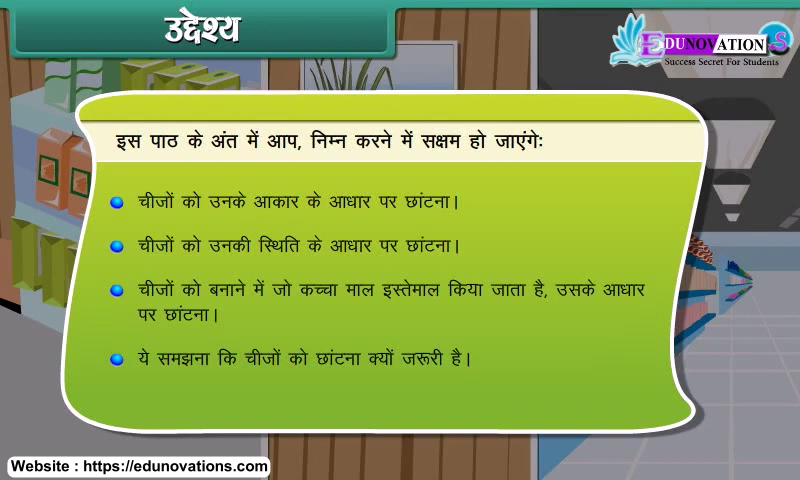 उद्देश्य
EDUNOVATIONS
Success Secret For Students
इस पाठ के अंत में आप, निम्न करने में सक्षम हो जाएंगेः
चीजों को उनके आकार के आधार पर छांटना।
चीजों को उनकी स्थिति के आधार पर छांटना।
चीजों को बनाने में जो कच्चा माल इस्तेमाल किया जाता है, उसके आधार
पर छांटना।
ये समझना कि चीजों को छांटना क्यों जरूरी है।
Website : https://edunovations.com